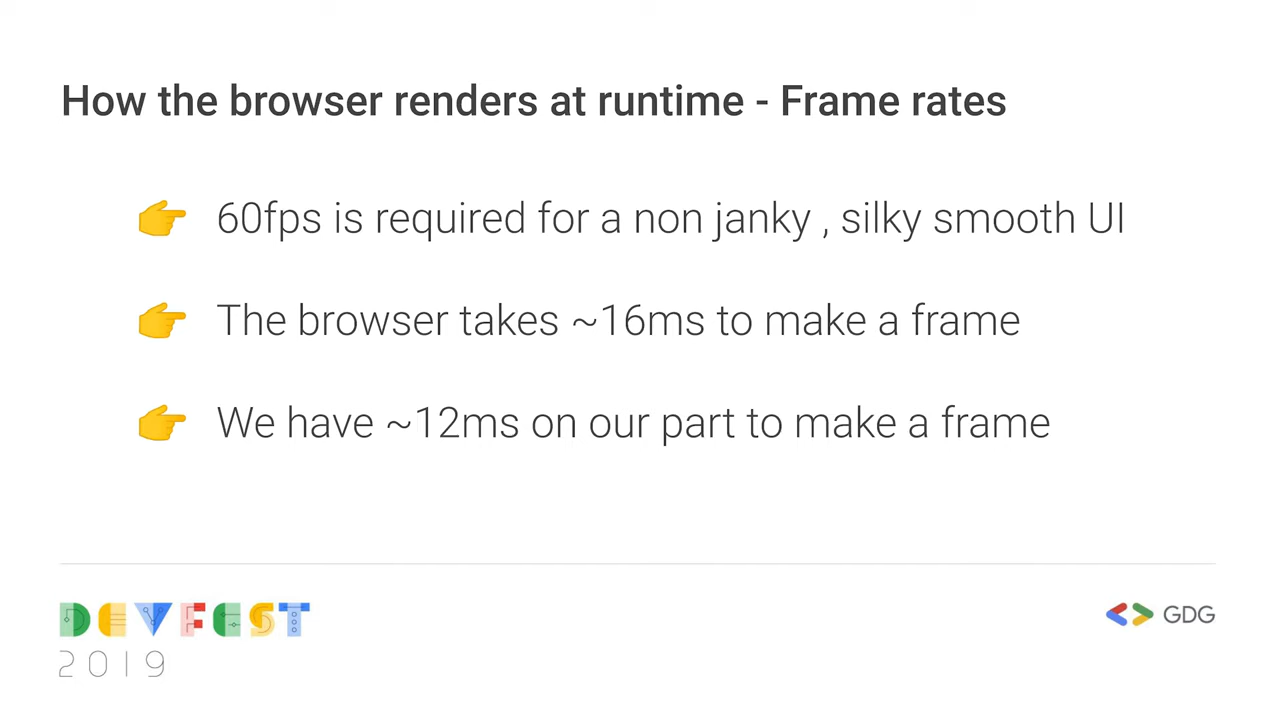 How the browser renders at runtime - Frame rates
60fps is required for a non janky , silky smooth UI
The browser takes ~16ms to make a frame
We have ~12ms on our part to make a frame
DEVFEST
2019
GDG